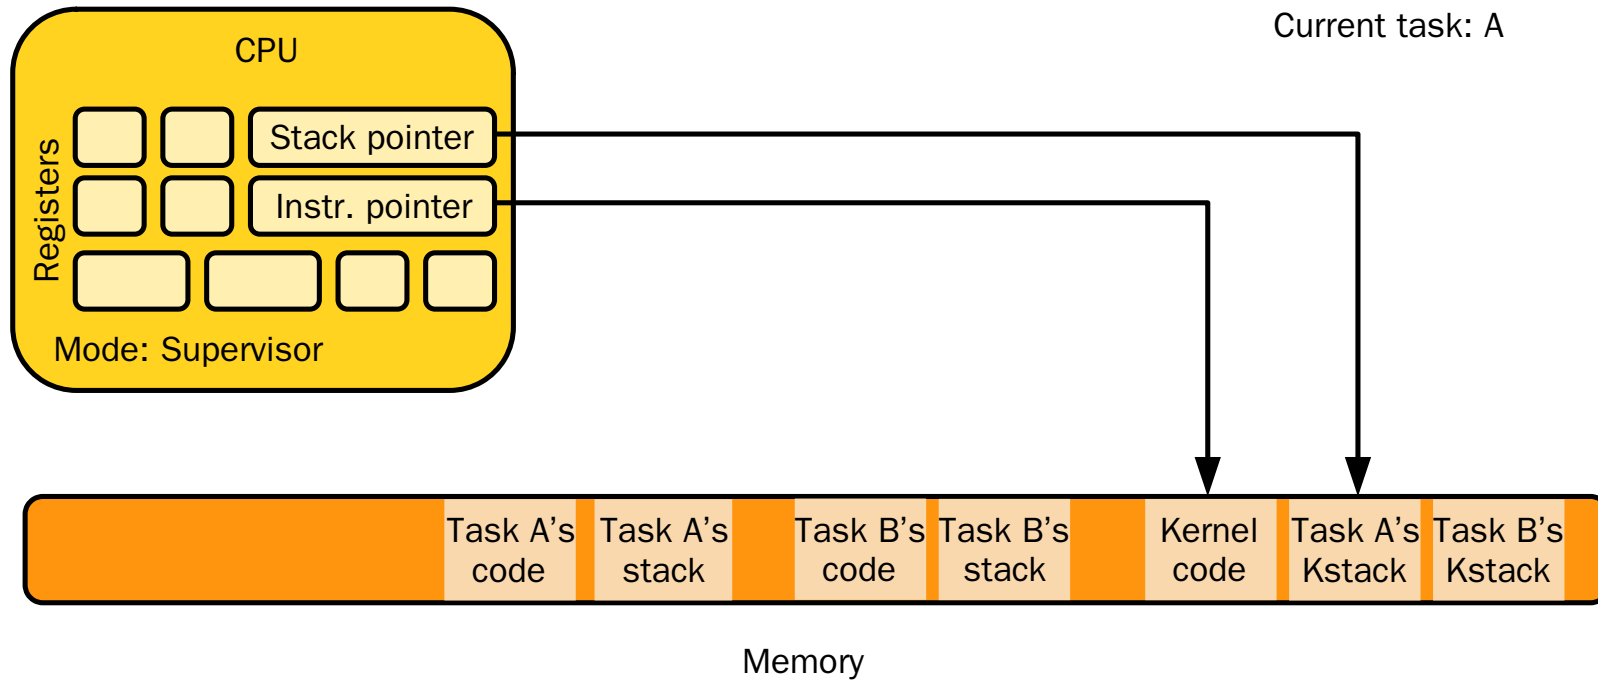 Current task: A
CPU
Registers
Stack pointer
Instr. pointer
Mode: Supervisor
Task A’s
code
Task A’s
stack
Task B’s
code
Task B’s
stack
Kernel
code
Task A’s
Kstack
Task B’s
Kstack
Memory